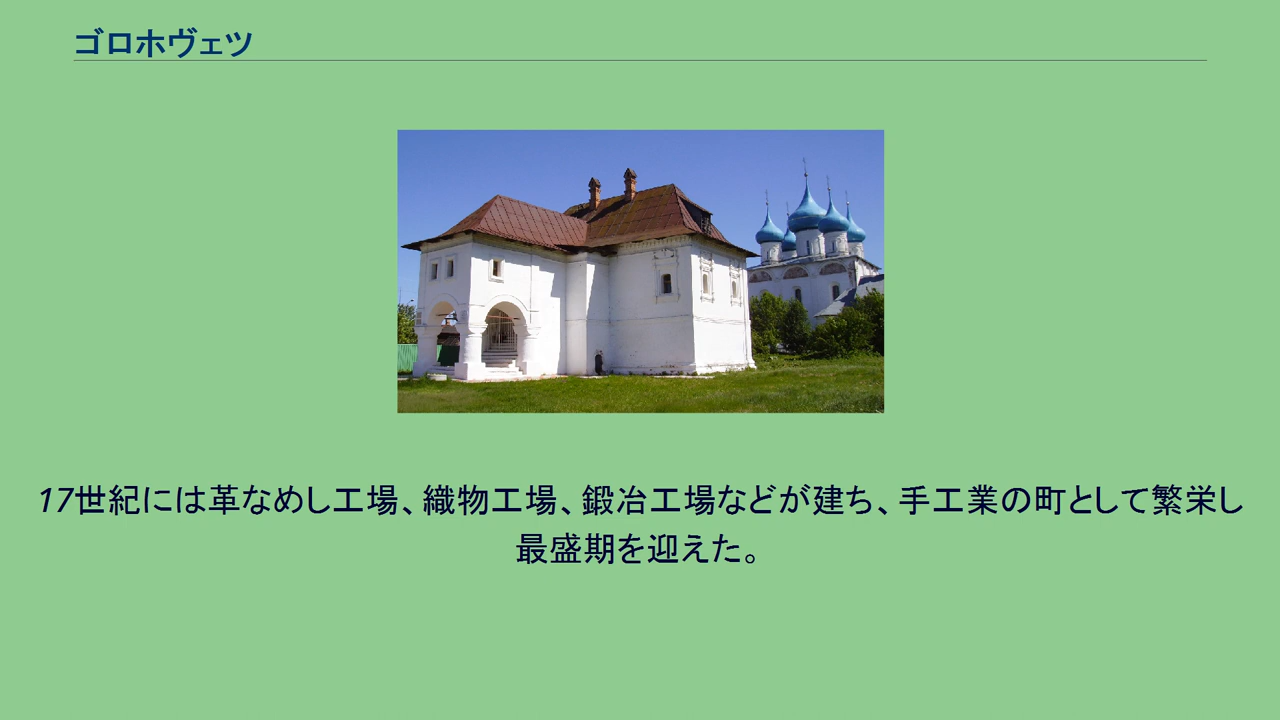 ゴロホヴェツ
17世紀には革なめし工場、織物工場、鍛冶工場などが建ち、手工業の町として繁栄し
最盛期を迎えた。